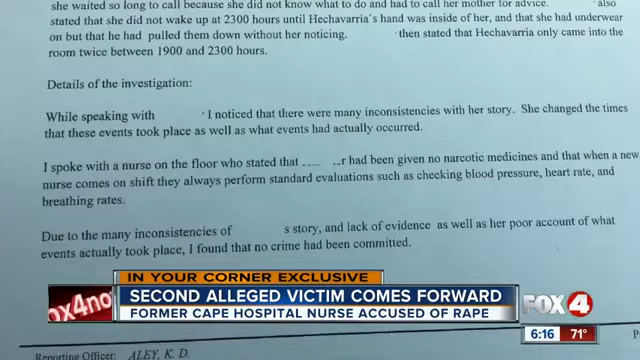 she waited so long to call because she did not know what to do and had to call her mother for advice. also
stated that she did not wake up at 2300 hours until Hechavarria's hand was inside of her, and that she had underwear
on but that he had pulled them down without her noticing. then stated that Hechavarria only came into the
room twice between 1900 and 2300 hours.
Details of the investigation:
While speaking with I noticed that there were many inconsistencies with her story. She changed the times
that these events took place as well as what events had actually occurred.
I spoke with a nurse on the floor who stated that r had been given no narcotic medicines and that when a new
nurse comes on shift they always perform standard evaluations such as checking blood pressure, heart rate, and
breathing rates.
Due to the many inconsistencies of s story, and lack of evidence as well as her poor account of what
events actually took place, I found that no crime had been committed.
IN YOUR CORNER EXCLUSIVE
ox4no
SECOND ALLEGED VICTIM COMES FORWARD
FORMER CAPE HOSPITAL NURSE ACCUSED OF RAPE
FOX 4
6:16 71°
Reporting Officer: ALEY, K. D.
P